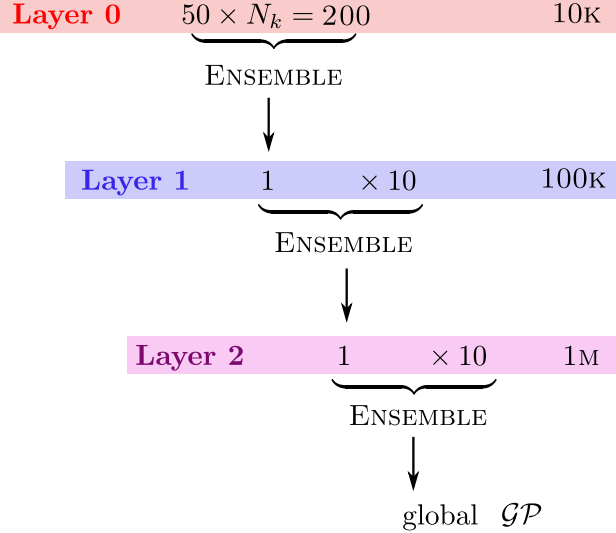 Layer 0 50 × N_k = 200 10K
ENSEMBLE
Layer 1 1 × 10 100K
ENSEMBLE
Layer 2 1 × 10 1M
ENSEMBLE
global 𝒢𝒫